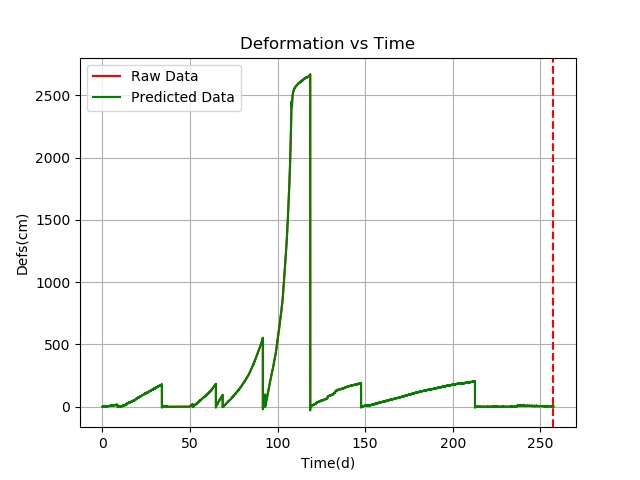 Deformation vs Time
Raw Data
Predicted Data
Defs(cm)
2500
2000
1500
1000
500
0
0 50 100 150 200 250
Time(d)